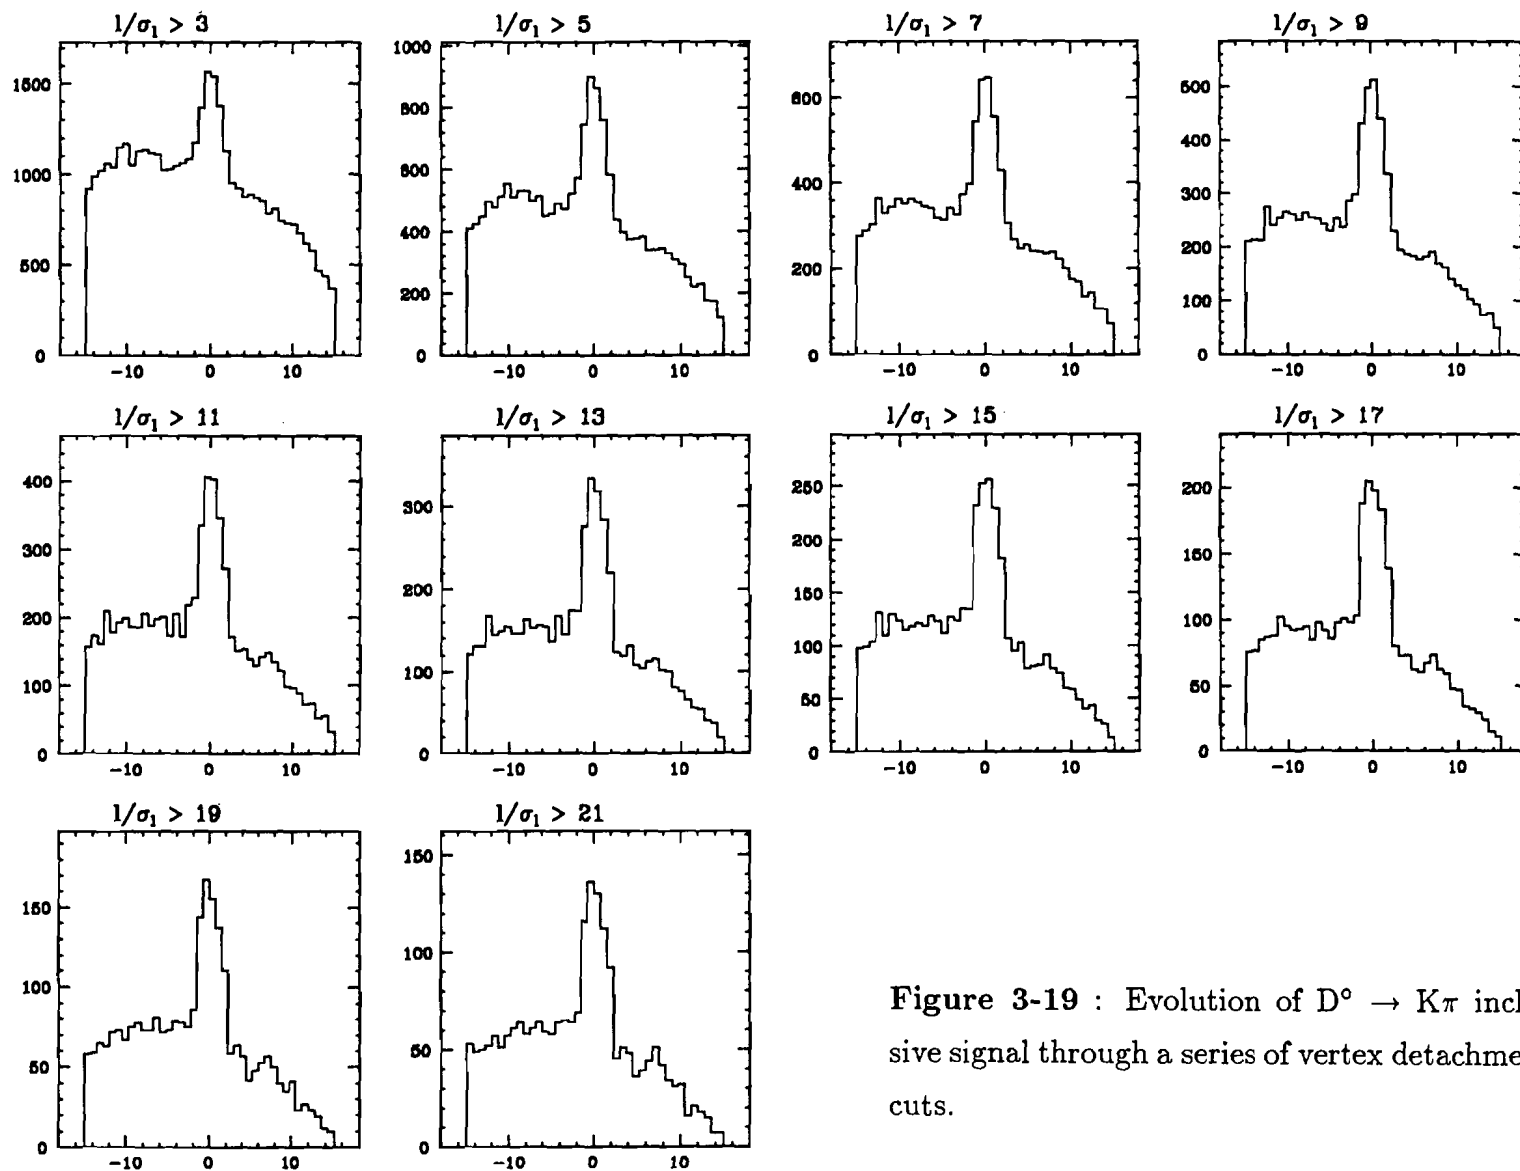 l/σ₁ > 3
l/σ₁ > 5
l/σ₁ > 7
l/σ₁ > 9
1500
1000
500
0
-10 0 10
1000
800
600
400
200
0
-10 0 10
600
400
200
0
-10 0 10
500
400
300
200
100
0
-10 0 10
l/σ₁ > 11
l/σ₁ > 13
l/σ₁ > 15
l/σ₁ > 17
400
300
200
100
0
-10 0 10
300
200
100
0
-10 0 10
250
200
150
100
50
0
-10 0 10
200
150
100
50
0
-10 0 10
l/σ₁ > 19
l/σ₁ > 21
150
100
50
0
-10 0 10
150
100
50
0
-10 0 10
Figure 3-19 : Evolution of D° → Kπ incl
sive signal through a series of vertex detachme
cuts.